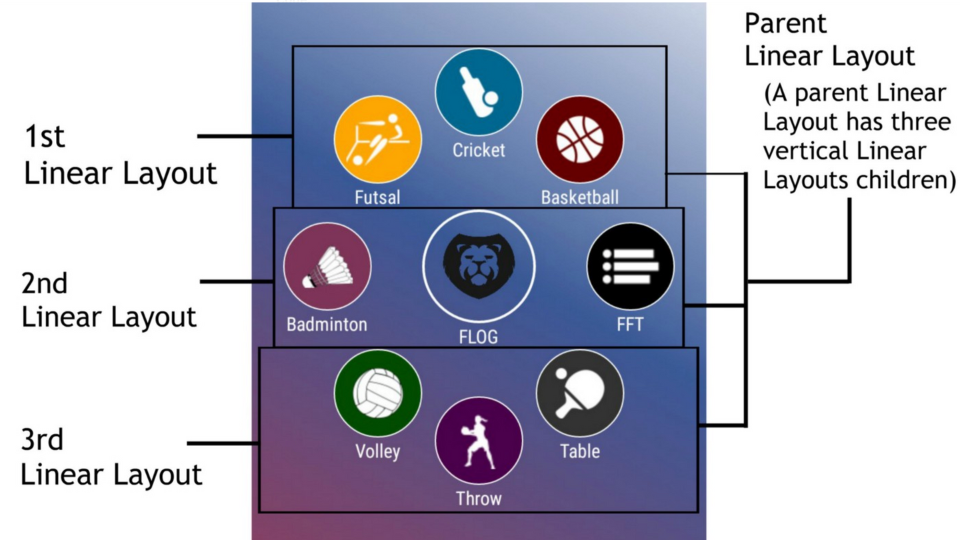 1st
Linear Layout
2nd
Linear Layout
3rd
Linear Layout
Cricket
Futsal
Basketball
Badminton
FLOG
FFT
Volley
Table
Throw
Parent
Linear Layout
(A parent Linear
Layout has three
vertical Linear
Layouts children)